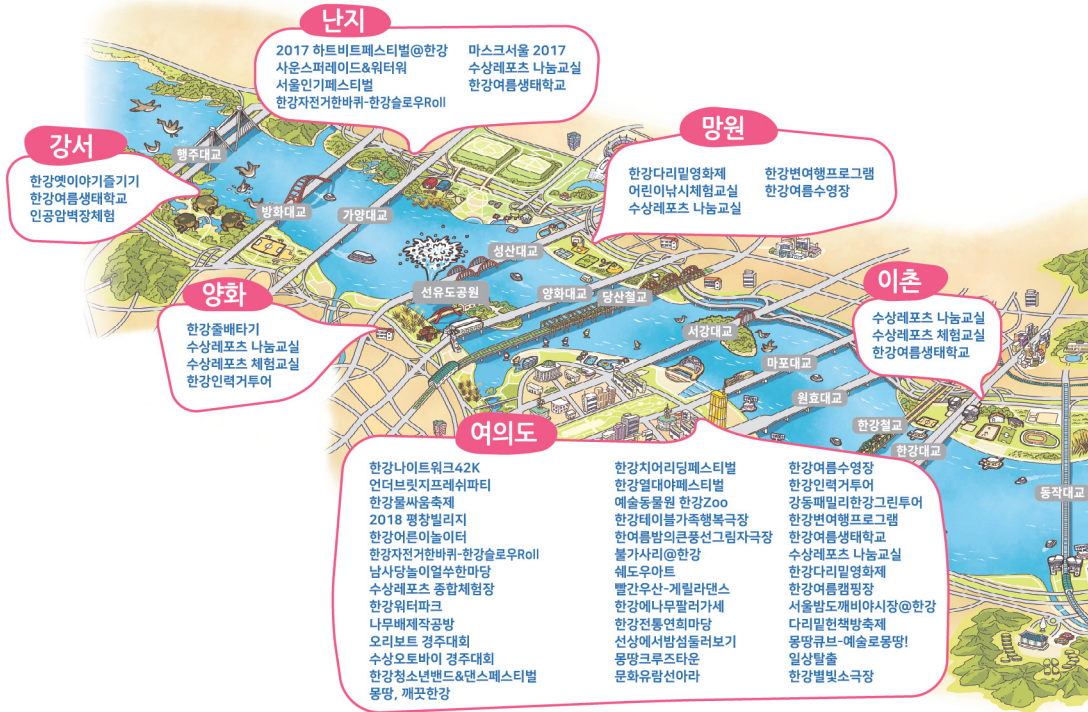 난지
2017 하트비트페스티벌@한강
사운스퍼레이드&워터워
서울인기페스티벌
한강자전거한바퀴-한강슬로우Roll
마스크서울 2017
수상레포츠 나눔교실
한강여름생태학교
강서
한강옛이야기즐기기
한강여름생태학교
인공암벽장체험
망원
한강다리밑영화제
어린이낚시체험교실
수상레포츠 나눔교실
한강변여행프로그램
한강여름수영장
행주대교
방화대교
가양대교
성산대교
선유도공원
양화대교
당산철교
서강대교
마포대교
원효대교
한강철교
한강대교
동작대교
양화
한강줄배타기
수상레포츠 나눔교실
수상레포츠 체험교실
한강인력거투어
이촌
수상레포츠 나눔교실
수상레포츠 체험교실
한강여름생태학교
여의도
한강나이트워크42K
언더브릿지프레쉬파티
한강물싸움축제
2018 평창빌리지
한강어른이놀이터
한강자전거한바퀴-한강슬로우Roll
남사당놀이얼쑤한마당
수상레포츠 종합체험장
한강워터파크
나무배제작공방
오리보트 경주대회
수상오토바이 경주대회
한강청소년밴드&댄스페스티벌
몽땅, 깨끗한강
한강치어리딩페스티벌
한강열대야페스티벌
예술동물원 한강Zoo
한강테이블가족행복극장
한여름밤의큰풍선그림자극장
불가사리@한강
쉐도우아트
빨간우산-게릴라댄스
한강에나무팔러가세
한강전통연희마당
선상에서밤섬둘러보기
몽땅크루즈타운
문화유람선아라
한강여름수영장
한강인력거투어
강동패밀리한강그린투어
한강변여행프로그램
한강여름생태학교
수상레포츠 나눔교실
한강다리밑영화제
한강여름캠핑장
서울밤도깨비야시장@한강
다리밑헌책방축제
몽땅큐브-예술로몽땅!
일상탈출
한강별빛소극장